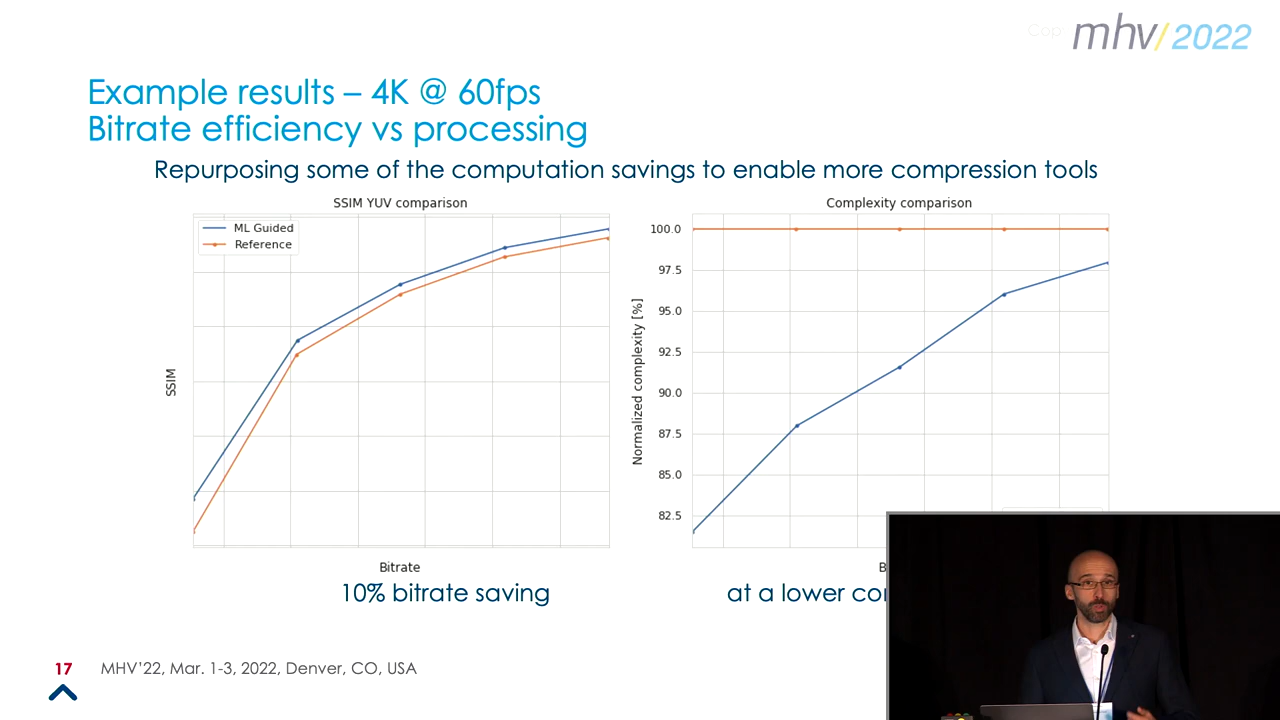 Cop
mhv/2022
Example results – 4K @ 60fps
Bitrate efficiency vs processing
Repurposing some of the computation savings to enable more compression tools
SSIM YUV comparison
ML Guided
Reference
SSIM
Bitrate
Complexity comparison
Normalized complexity [%]
100.0
97.5
95.0
92.5
90.0
87.5
85.0
82.5
B
10% bitrate saving
at a lower co
17
MHV'22, Mar. 1-3, 2022, Denver, CO, USA